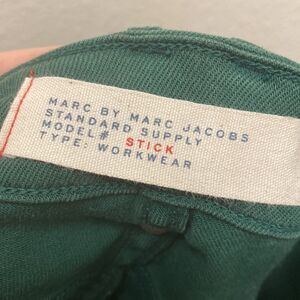 MARC BY MARC JACOBS
STANDARD SUPPLY
MODEL# STICK
TYPE: WORKWEAR